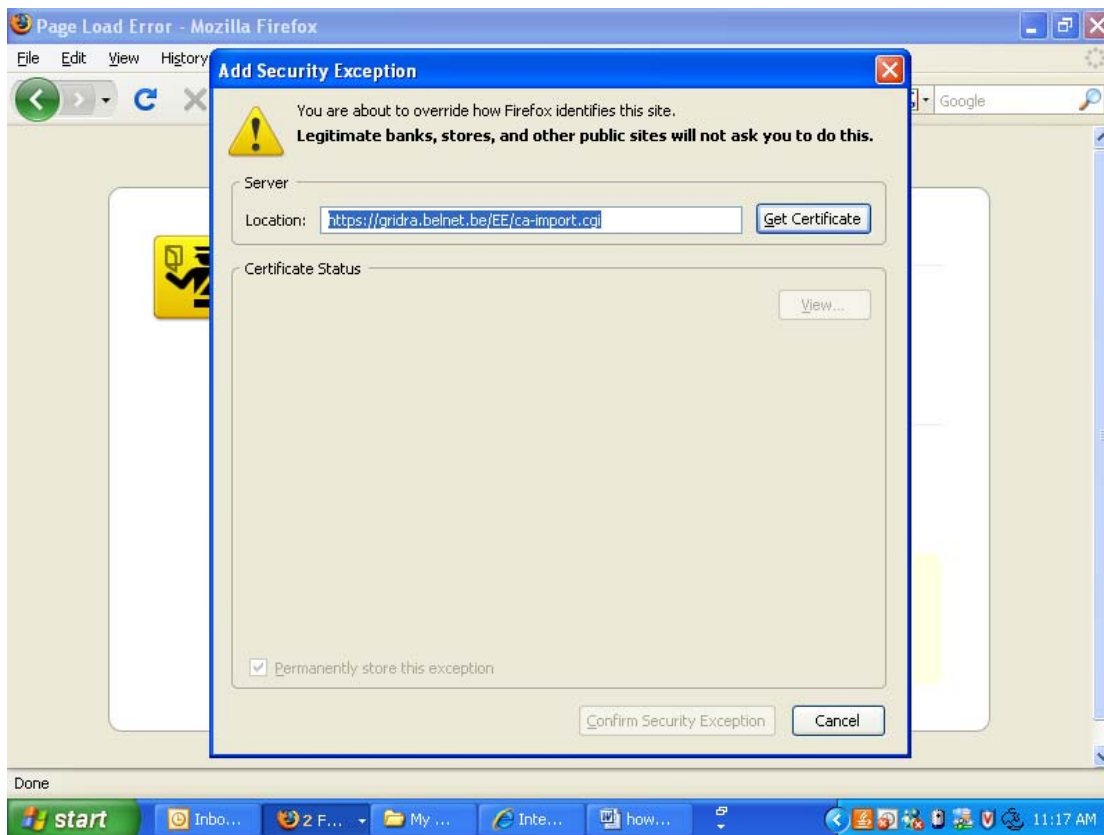 Page Load Error - Mozilla Firefox
File Edit View History
Google
Add Security Exception
You are about to override how Firefox identifies this site.
Legitimate banks, stores, and other public sites will not ask you to do this.
Server
Location: https://gridra.belnet.be/EE/ca-import.cgi Get Certificate
Certificate Status
View...
Permanently store this exception
Confirm Security Exception Cancel
Done
start Inbo... 2 F... My ... Inte... how... 11:17 AM